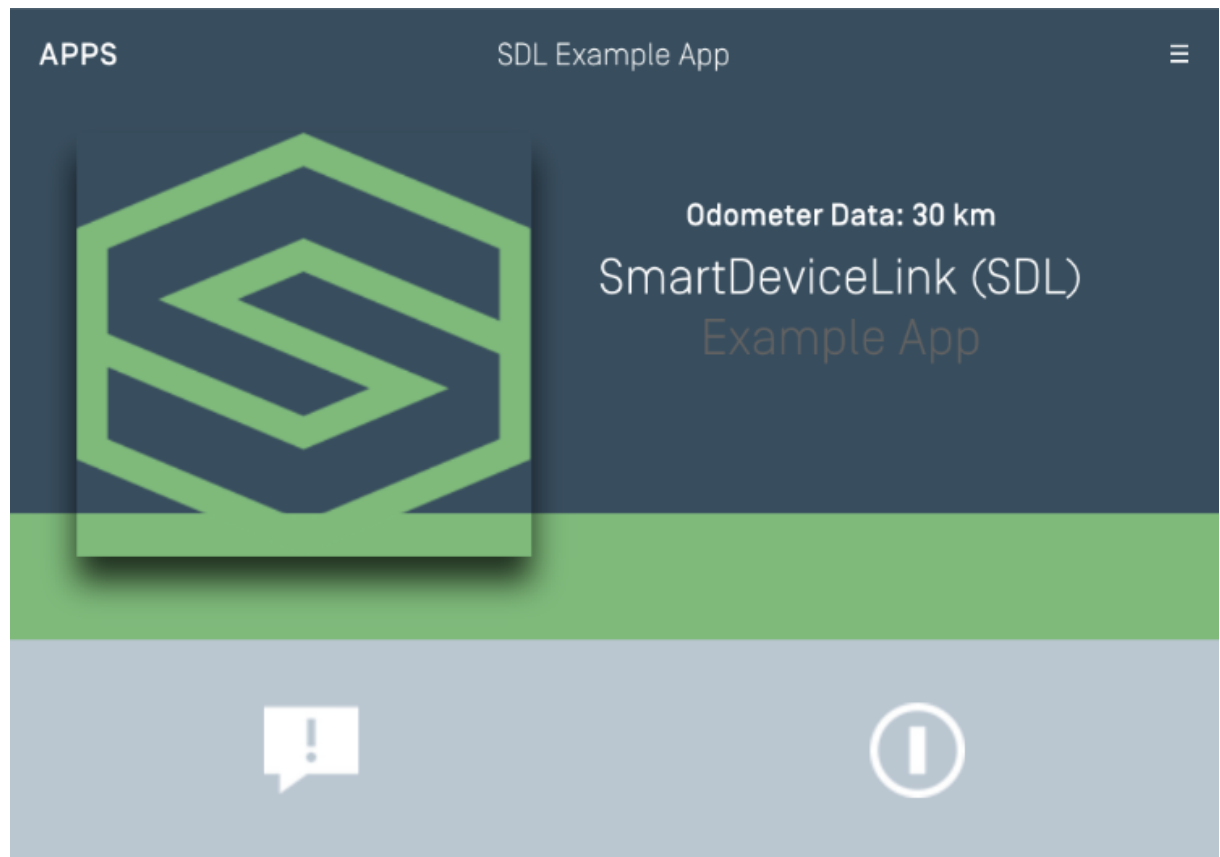 APPS
SDL Example App
Odometer Data: 30 km
SmartDeviceLink (SDL)
Example App